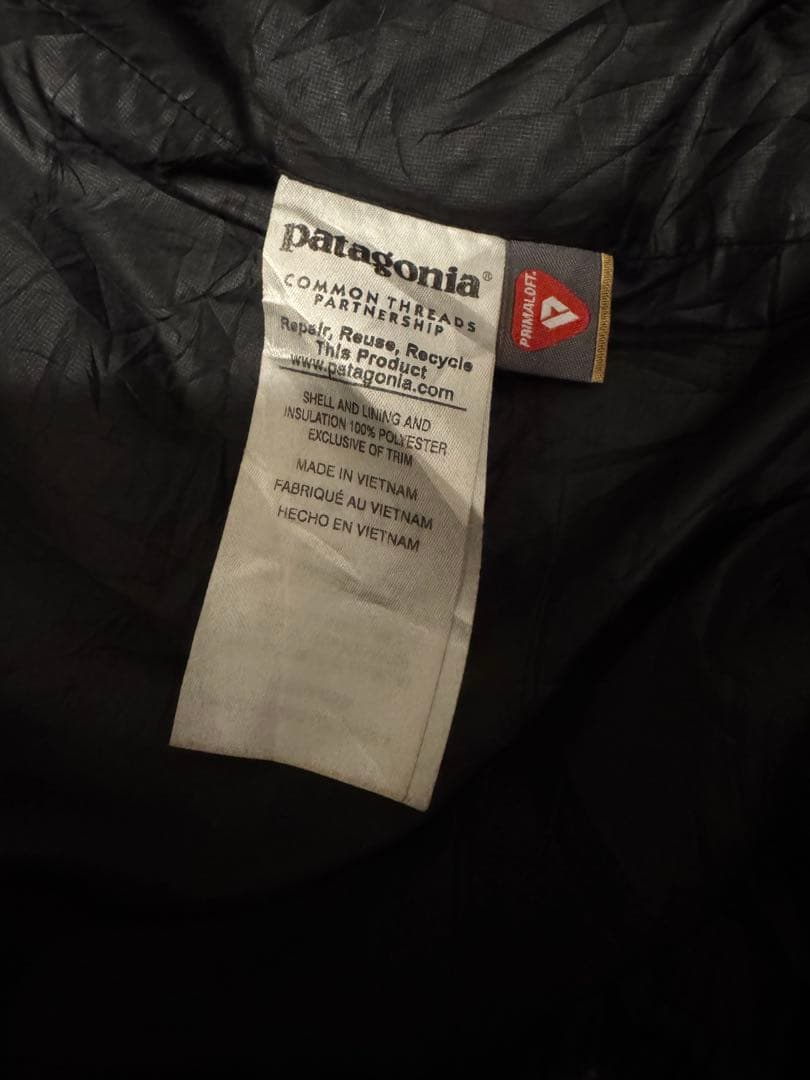 patagonia®
COMMON THREADS
PARTNERSHIP
Repair, Reuse, Recycle
This Product
www.patagonia.com
SHELL AND LINING AND
INSULATION 100% POLYESTER
EXCLUSIVE OF TRIM
MADE IN VIETNAM
FABRIQUÉ AU VIETNAM
HECHO EN VIETNAM
PRIMALOFT.